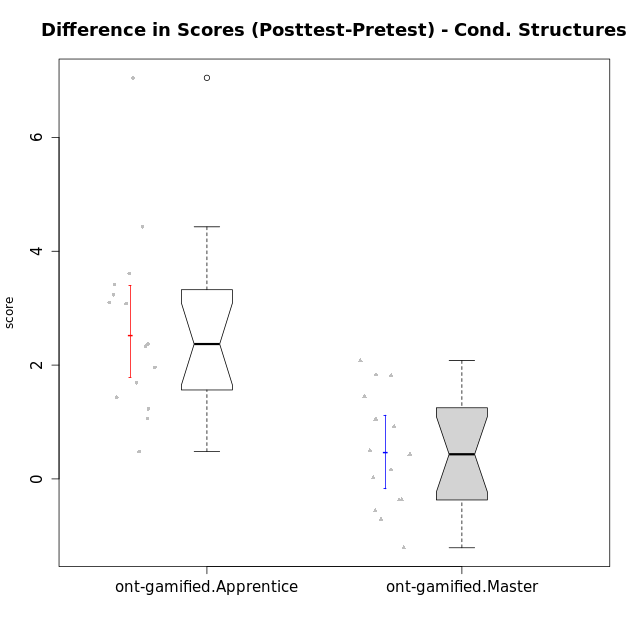 Difference in Scores (Posttest-Pretest) - Cond. Structures
6
4
2
0
score
ont-gamified.Apprentice
ont-gamified.Master